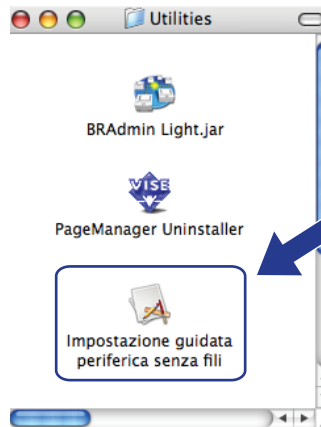 Utilities
BRAdmin Light.jar
VISE
PageManager Uninstaller
Impostazione guidata
periferica senza fili